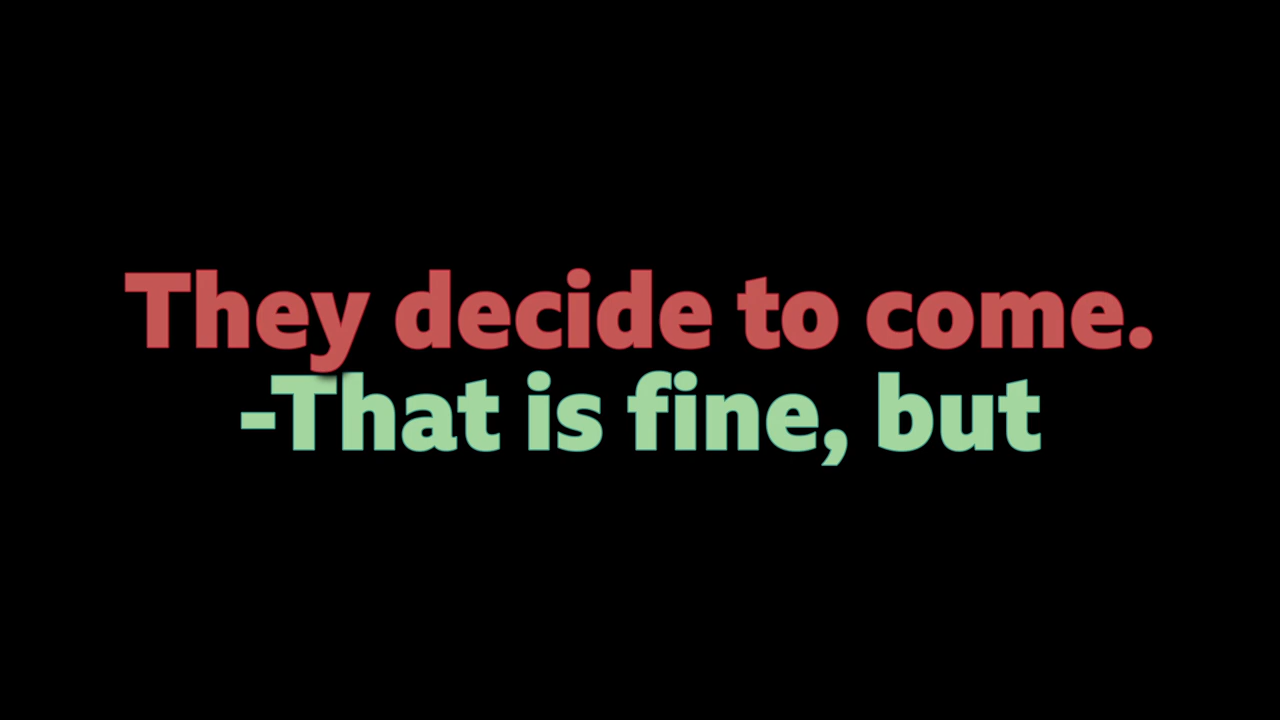 They decide to come.
-That is fine, but